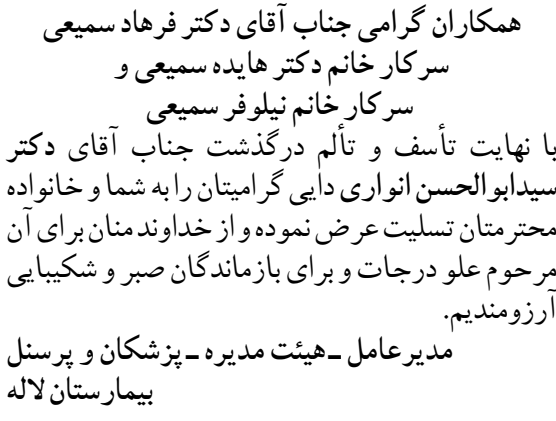 همکاران گرامی جناب آقای دکتر فرهاد سمیعی
سرکار خانم دکتر هایده سمیعی و
سرکار خانم نیلوفر سمیعی
با نهایت تأسف و تألم درگذشت جناب آقای دکتر
سیدابوالحسن انواری دایی گرامیتان را به شما و خانواده
محترمتان تسلیت عرض نموده و از خداوند منان برای آن
مرحوم علو درجات و برای بازماندگان صبر و شکیبایی
آرزومندیم.
مدیرعامل ـ هیئت مدیره ـ پزشکان و پرسنل
بیمارستان لاله